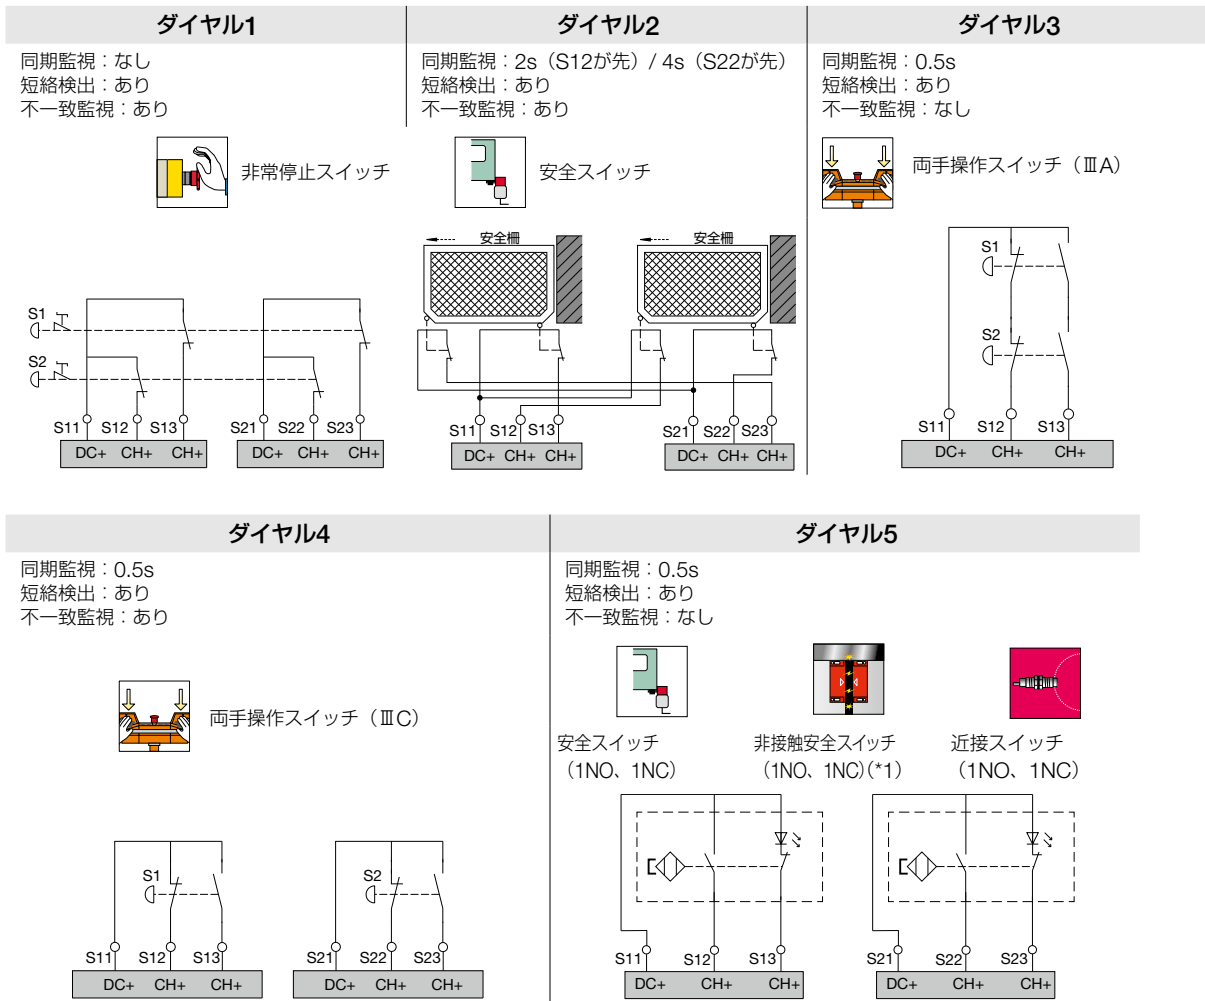 ダイヤル1
同期監視：なし
短絡検出：あり
不一致監視：あり
非常停止スイッチ
S1
S2
S11 S12 S13
DC+ CH+ CH+
S21 S22 S23
DC+ CH+ CH+
ダイヤル2
同期監視：2s（S12が先）/ 4s（S22が先）
短絡検出：あり
不一致監視：あり
安全スイッチ
安全柵
安全柵
S11 S12 S13
DC+ CH+ CH+
S21 S22 S23
DC+ CH+ CH+
ダイヤル3
同期監視：0.5s
短絡検出：あり
不一致監視：なし
両手操作スイッチ（ⅢA）
S1
S2
S11 S12 S13
DC+ CH+ CH+
ダイヤル4
同期監視：0.5s
短絡検出：あり
不一致監視：あり
両手操作スイッチ（ⅢC）
S1
S11 S12 S13
DC+ CH+ CH+
S2
S21 S22 S23
DC+ CH+ CH+
ダイヤル5
同期監視：0.5s
短絡検出：あり
不一致監視：なし
安全スイッチ
（1NO、1NC）
非接触安全スイッチ
（1NO、1NC）(*1)
近接スイッチ
（1NO、1NC）
S11 S12 S13
DC+ CH+ CH+
S21 S22 S23
DC+ CH+ CH+